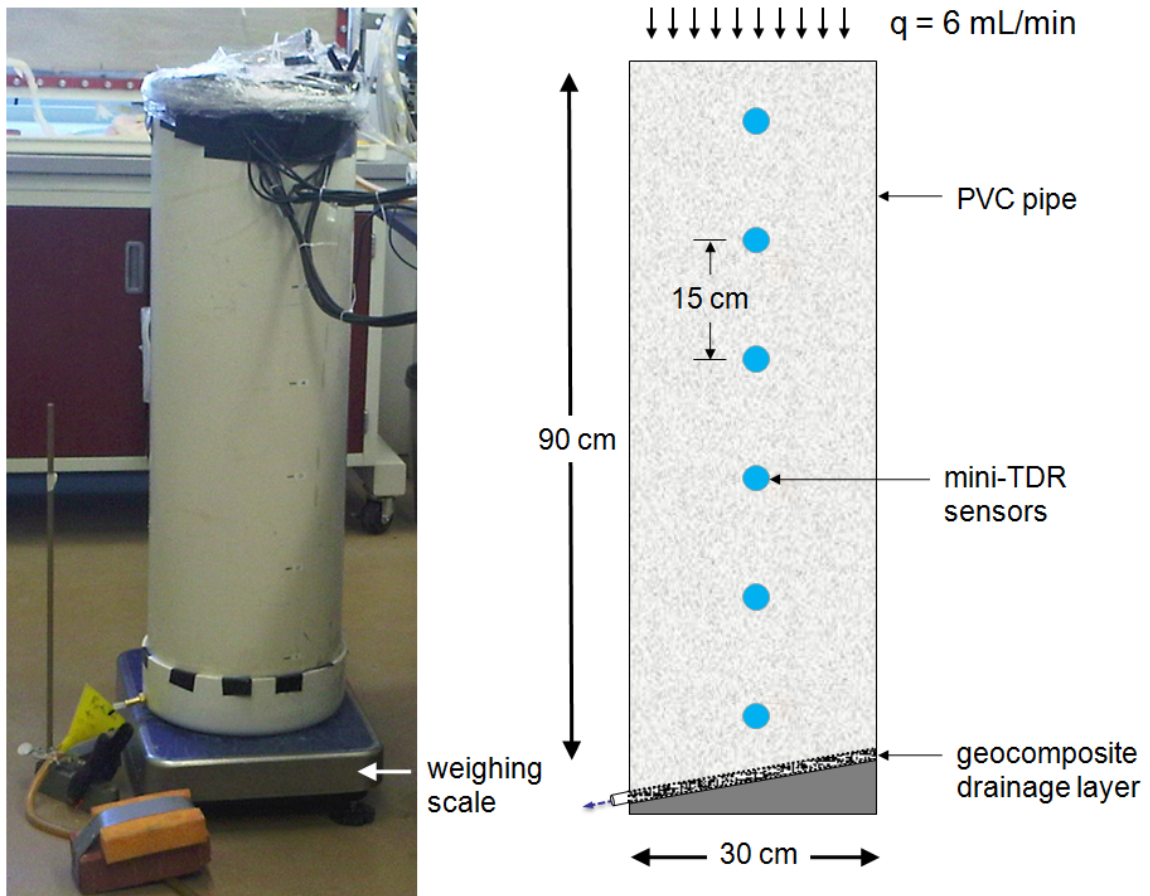 q = 6 mL/min
PVC pipe
15 cm
90 cm
mini-TDR
sensors
weighing
scale
geocomposite
drainage layer
30 cm